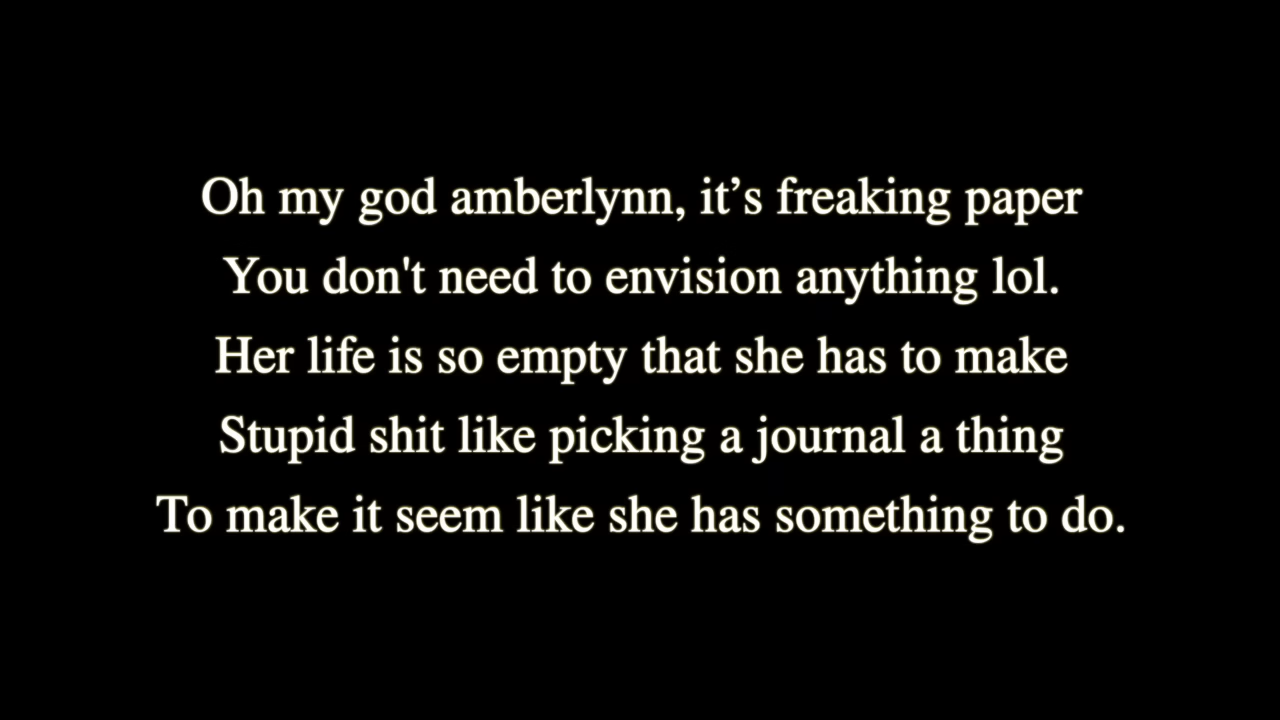 Oh my god amberlynn, it’s freaking paper
You don't need to envision anything lol.
Her life is so empty that she has to make
Stupid shit like picking a journal a thing
To make it seem like she has something to do.